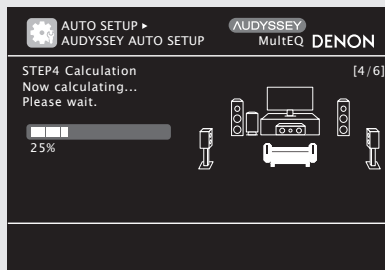 AUTO SETUP ▸
AUDYSSEY AUTO SETUP
AUDYSSEY
MultEQ
DENON
STEP4 Calculation
[4/6]
Now calculating...
Please wait.
25%